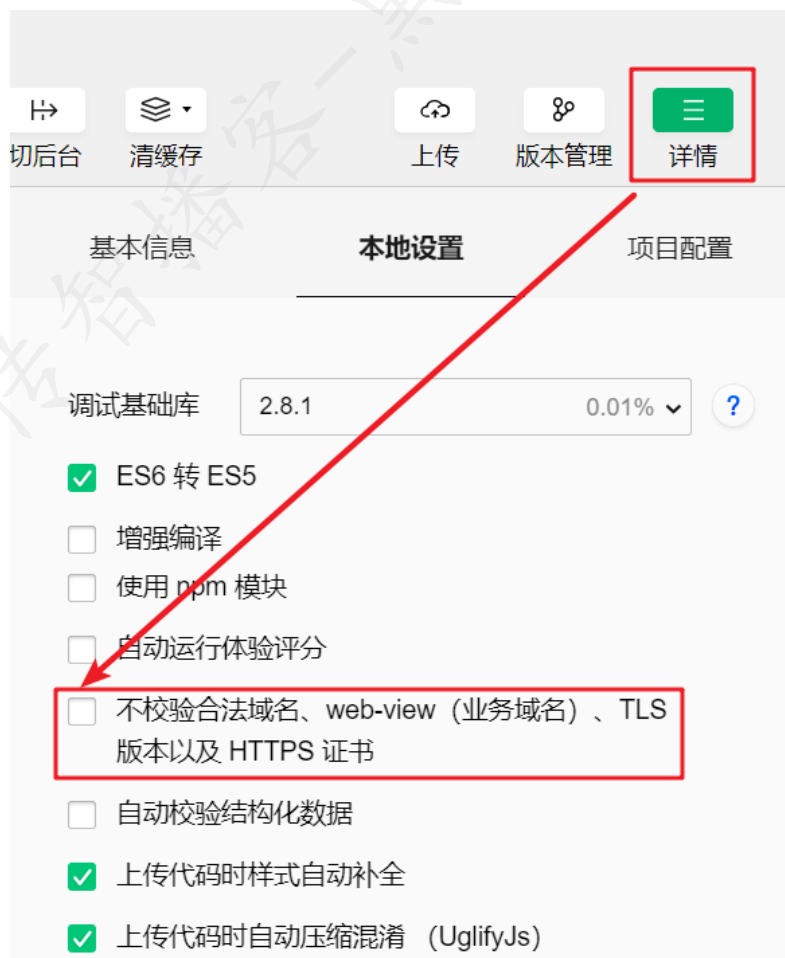 切后台 清缓存 上传 版本管理 详情
基本信息 本地设置 项目配置
调试基础库 2.8.1 0.01% ?
ES6 转 ES5
增强编译
使用 npm 模块
自动运行体验评分
不校验合法域名、web-view（业务域名）、TLS
版本以及 HTTPS 证书
自动校验结构化数据
上传代码时样式自动补全
上传代码时自动压缩混淆 （UglifyJs）
传智播客—黑